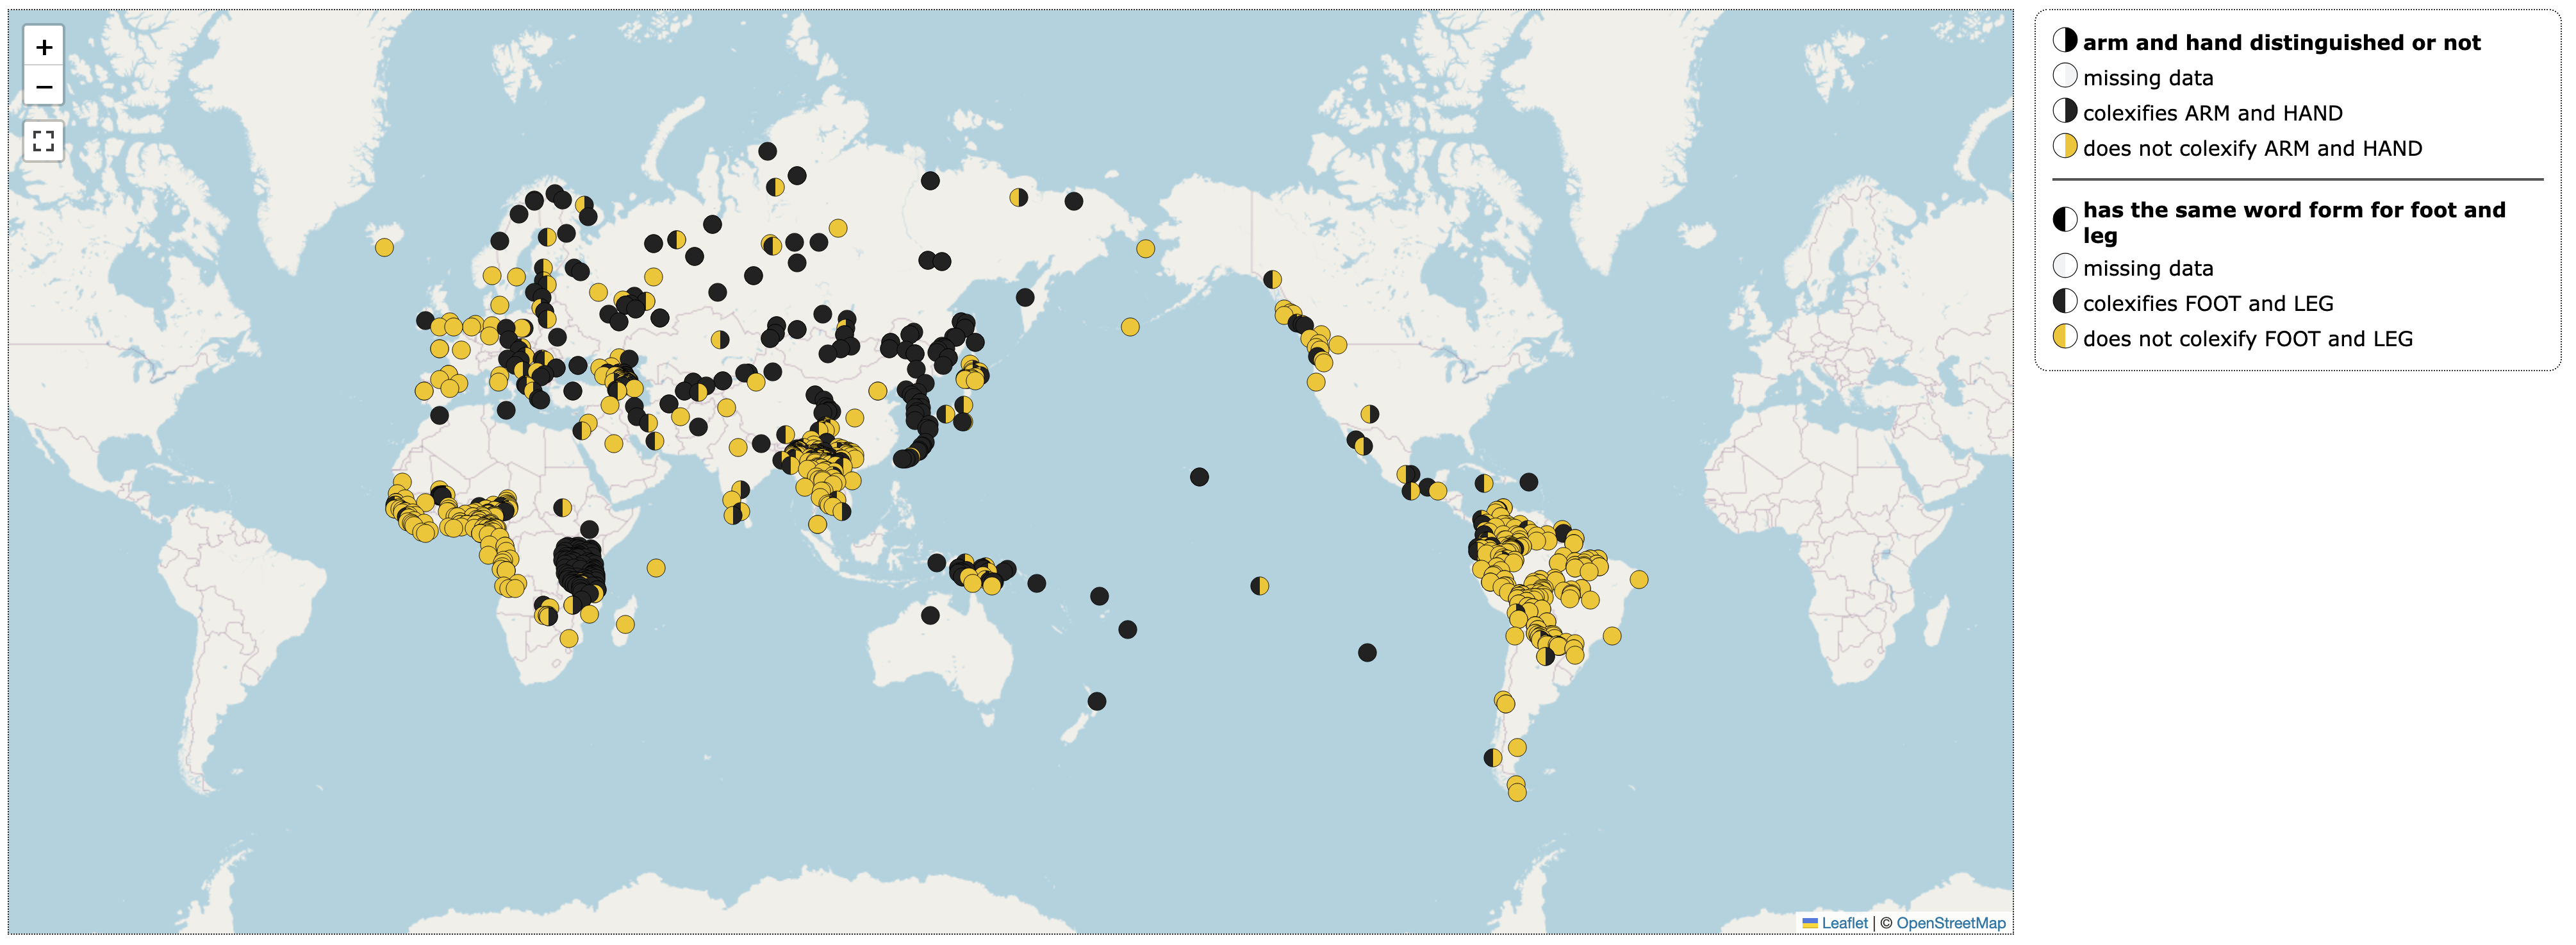 +
−
arm and hand distinguished or not
missing data
colexifies ARM and HAND
does not colexify ARM and HAND
has the same word form for foot and
leg
missing data
colexifies FOOT and LEG
does not colexify FOOT and LEG
Leaflet | © OpenStreetMap